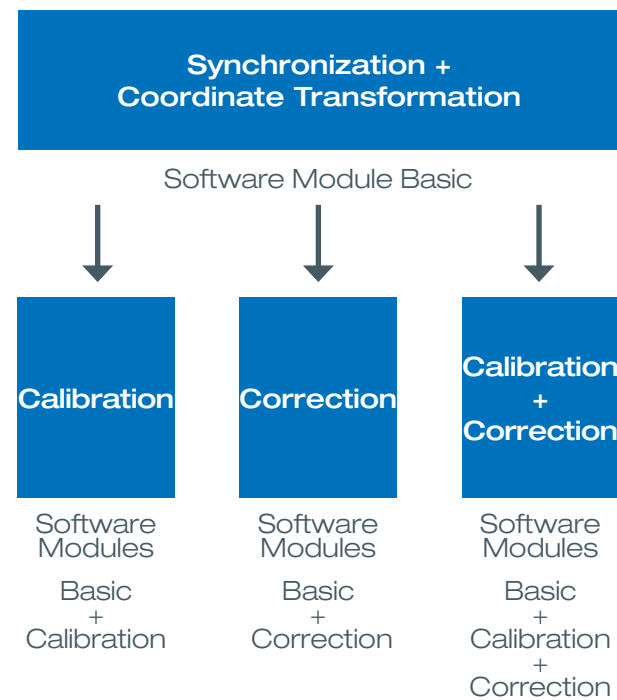 Synchronization +
Coordinate Transformation
Software Module Basic
Calibration
Correction
Calibration
+
Correction
Software
Modules
Basic
+
Calibration
Software
Modules
Basic
+
Correction
Software
Modules
Basic
+
Calibration
+
Correction